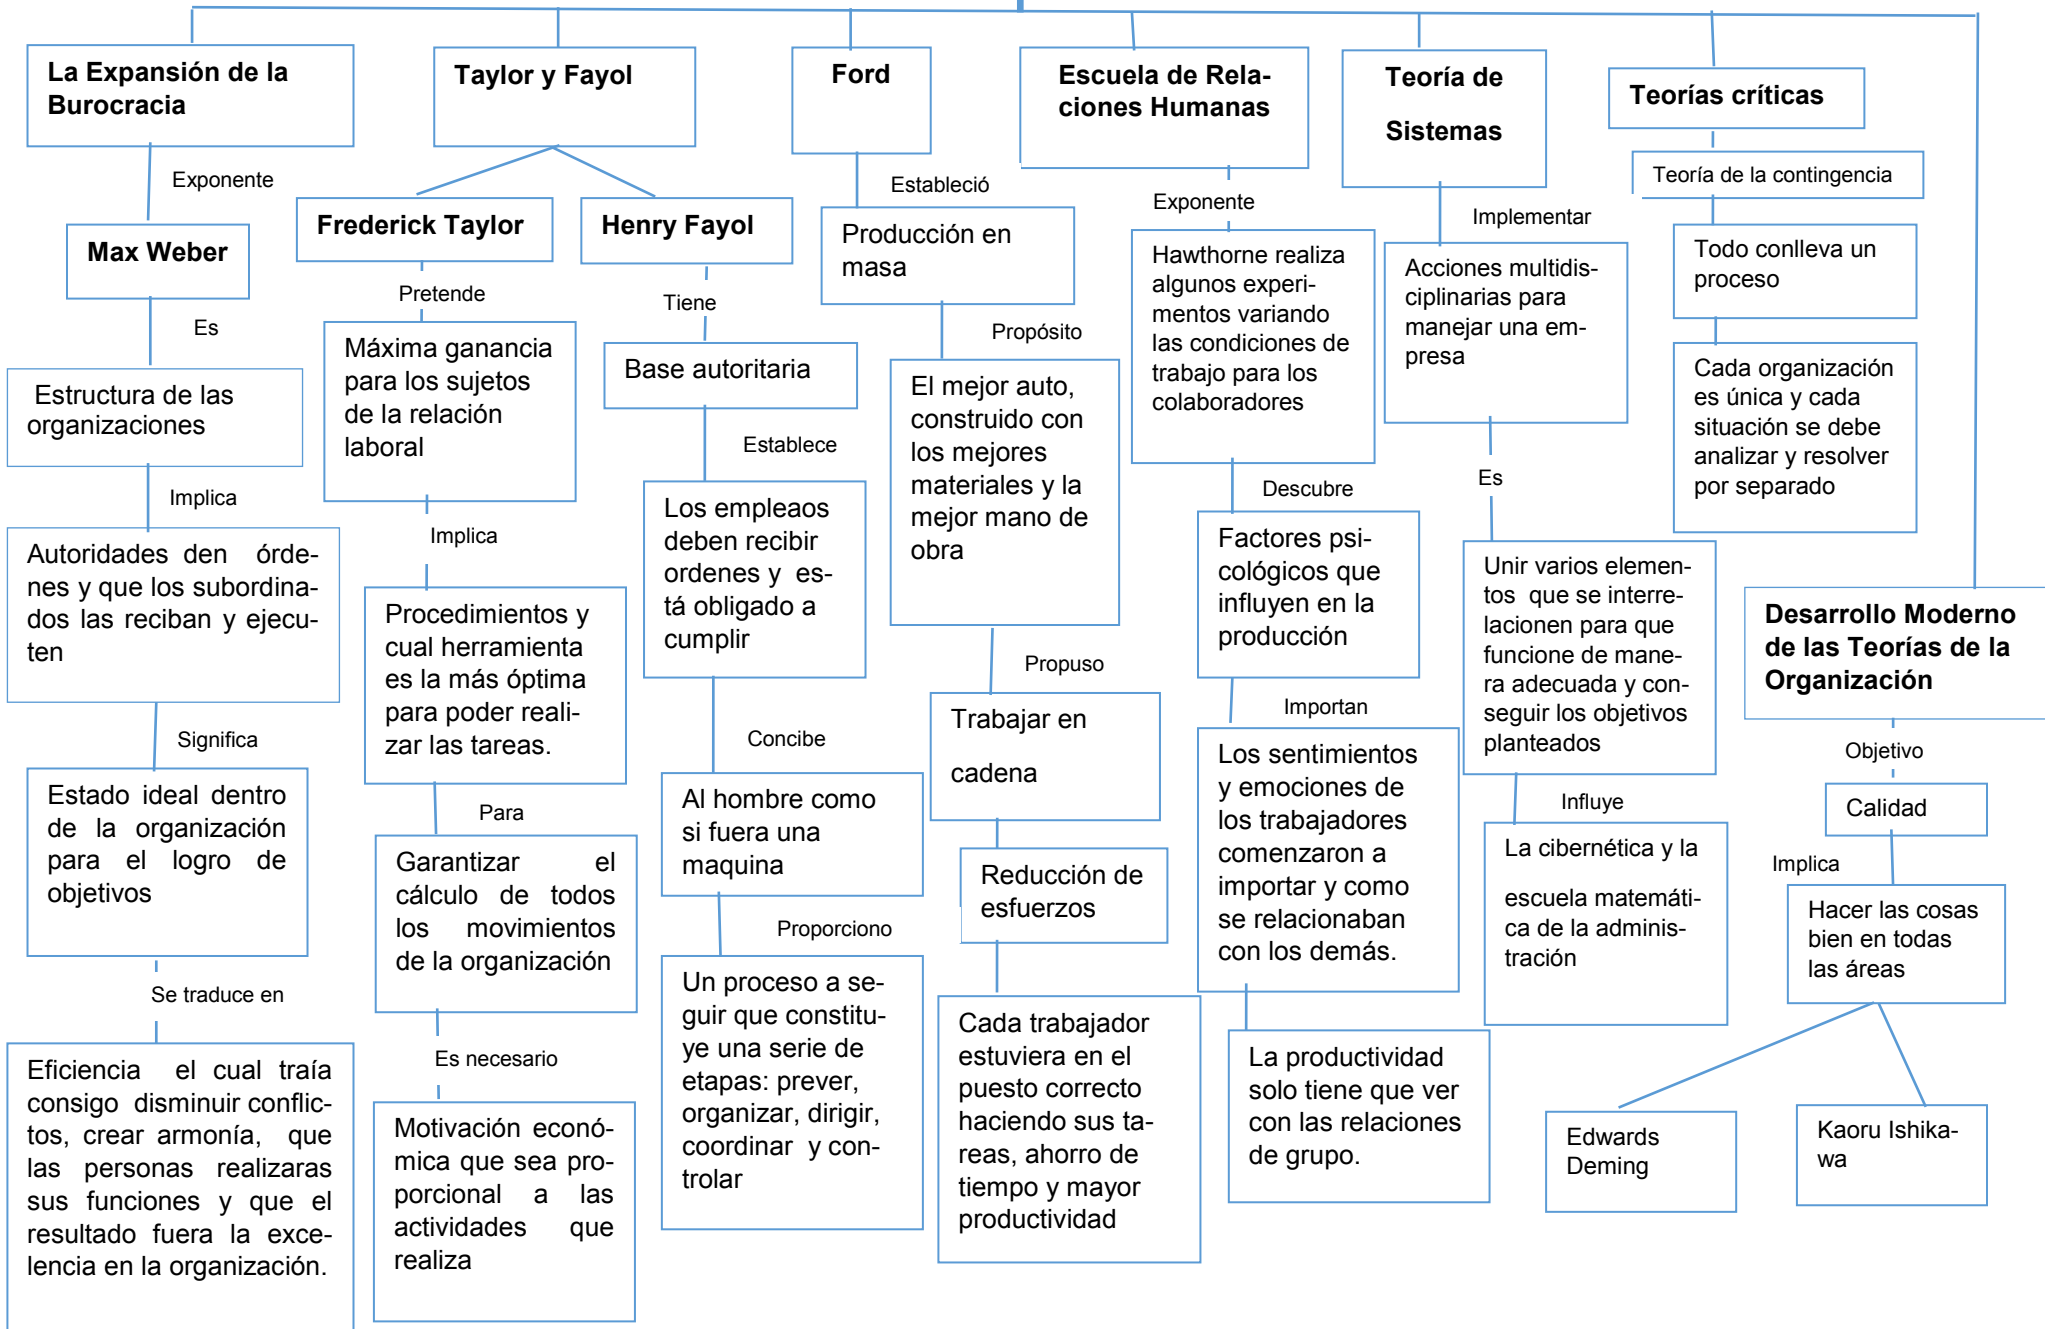 La Expansión de la
Burocracia
Exponente
Max Weber
Es
Estructura de las
organizaciones
Implica
Autoridades den órde-
nes y que los subordina-
dos las reciban y ejecu-
ten
Significa
Estado ideal dentro
de la organización
para el logro de
objetivos
Se traduce en
Eficiencia el cual traía
consigo disminuir conflic-
tos, crear armonía, que
las personas realizaras
sus funciones y que el
resultado fuera la exce-
lencia en la organización.
Taylor y Fayol
Frederick Taylor
Pretende
Máxima ganancia
para los sujetos
de la relación
laboral
Implica
Procedimientos y
cual herramienta
es la más óptima
para poder reali-
zar las tareas.
Para
Garantizar el
cálculo de todos
los movimientos
de la organización
Es necesario
Motivación econó-
mica que sea pro-
porcional a las
actividades que
realiza
Henry Fayol
Tiene
Base autoritaria
Establece
Los empleaos
deben recibir
ordenes y es-
tá obligado a
cumplir
Concibe
Al hombre como
si fuera una
maquina
Proporciono
Un proceso a se-
guir que constitu-
ye una serie de
etapas: prever,
organizar, dirigir,
coordinar y con-
trolar
Ford
Estableció
Producción en
masa
Propósito
El mejor auto,
construido con
los mejores
materiales y la
mejor mano de
obra
Propuso
Trabajar en
cadena
Reducción de
esfuerzos
Cada trabajador
estuviera en el
puesto correcto
haciendo sus ta-
reas, ahorro de
tiempo y mayor
productividad
Escuela de Rela-
ciones Humanas
Exponente
Hawthorne realiza
algunos experi-
mentos variando
las condiciones de
trabajo para los
colaboradores
Descubre
Factores psi-
cológicos que
influyen en la
producción
Importan
Los sentimientos
y emociones de
los trabajadores
comenzaron a
importar y como
se relacionaban
con los demás.
La productividad
solo tiene que ver
con las relaciones
de grupo.
Teoría de
Sistemas
Implementar
Acciones multidis-
ciplinarias para
manejar una em-
presa
Es
Unir varios elemen-
tos que se interre-
lacionen para que
funcione de mane-
ra adecuada y con-
seguir los objetivos
planteados
Influye
La cibernética y la
escuela matemáti-
ca de la adminis-
tración
Teorías críticas
Teoría de la contingencia
Todo conlleva un
proceso
Cada organización
es única y cada
situación se debe
analizar y resolver
por separado
Desarrollo Moderno
de las Teorías de la
Organización
Objetivo
Calidad
Implica
Hacer las cosas
bien en todas
las áreas
Edwards
Deming
Kaoru Ishika-
wa